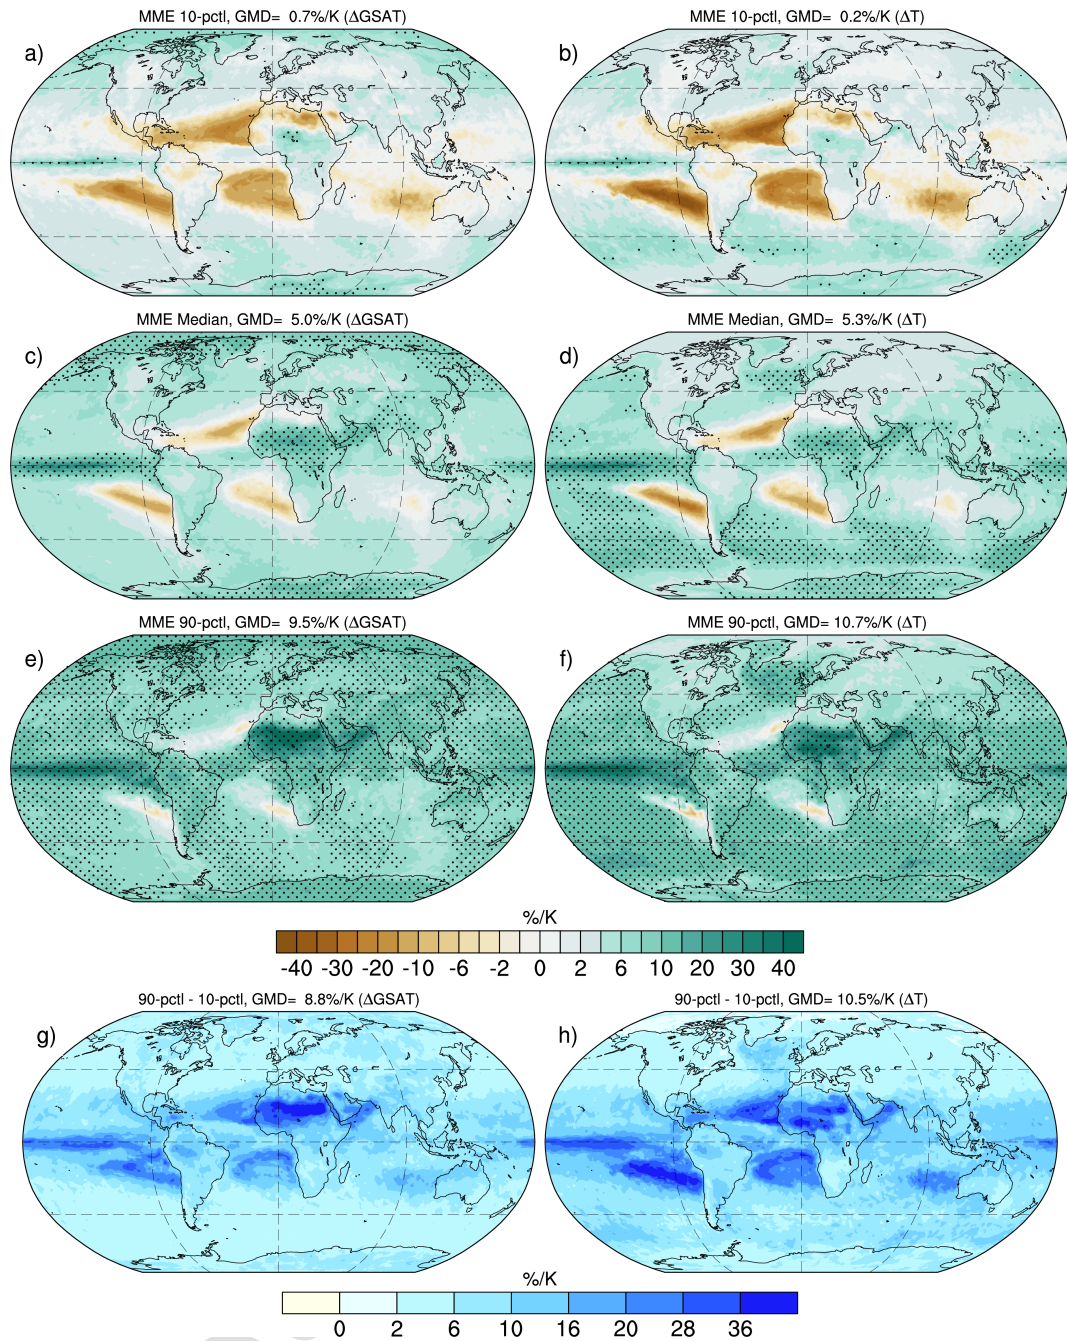 MME 10-pctl, GMD= 0.7%/K (ΔGSAT)
MME 10-pctl, GMD= 0.2%/K (ΔT)
a)
b)
MME Median, GMD= 5.0%/K (ΔGSAT)
MME Median, GMD= 5.3%/K (ΔT)
c)
d)
MME 90-pctl, GMD= 9.5%/K (ΔGSAT)
MME 90-pctl, GMD= 10.7%/K (ΔT)
e)
f)
%/K
-40 -30 -20 -10 -6 -2 0 2 6 10 20 30 40
90-pctl - 10-pctl, GMD= 8.8%/K (ΔGSAT)
90-pctl - 10-pctl, GMD= 10.5%/K (ΔT)
g)
h)
%/K
0 2 6 10 16 20 28 36